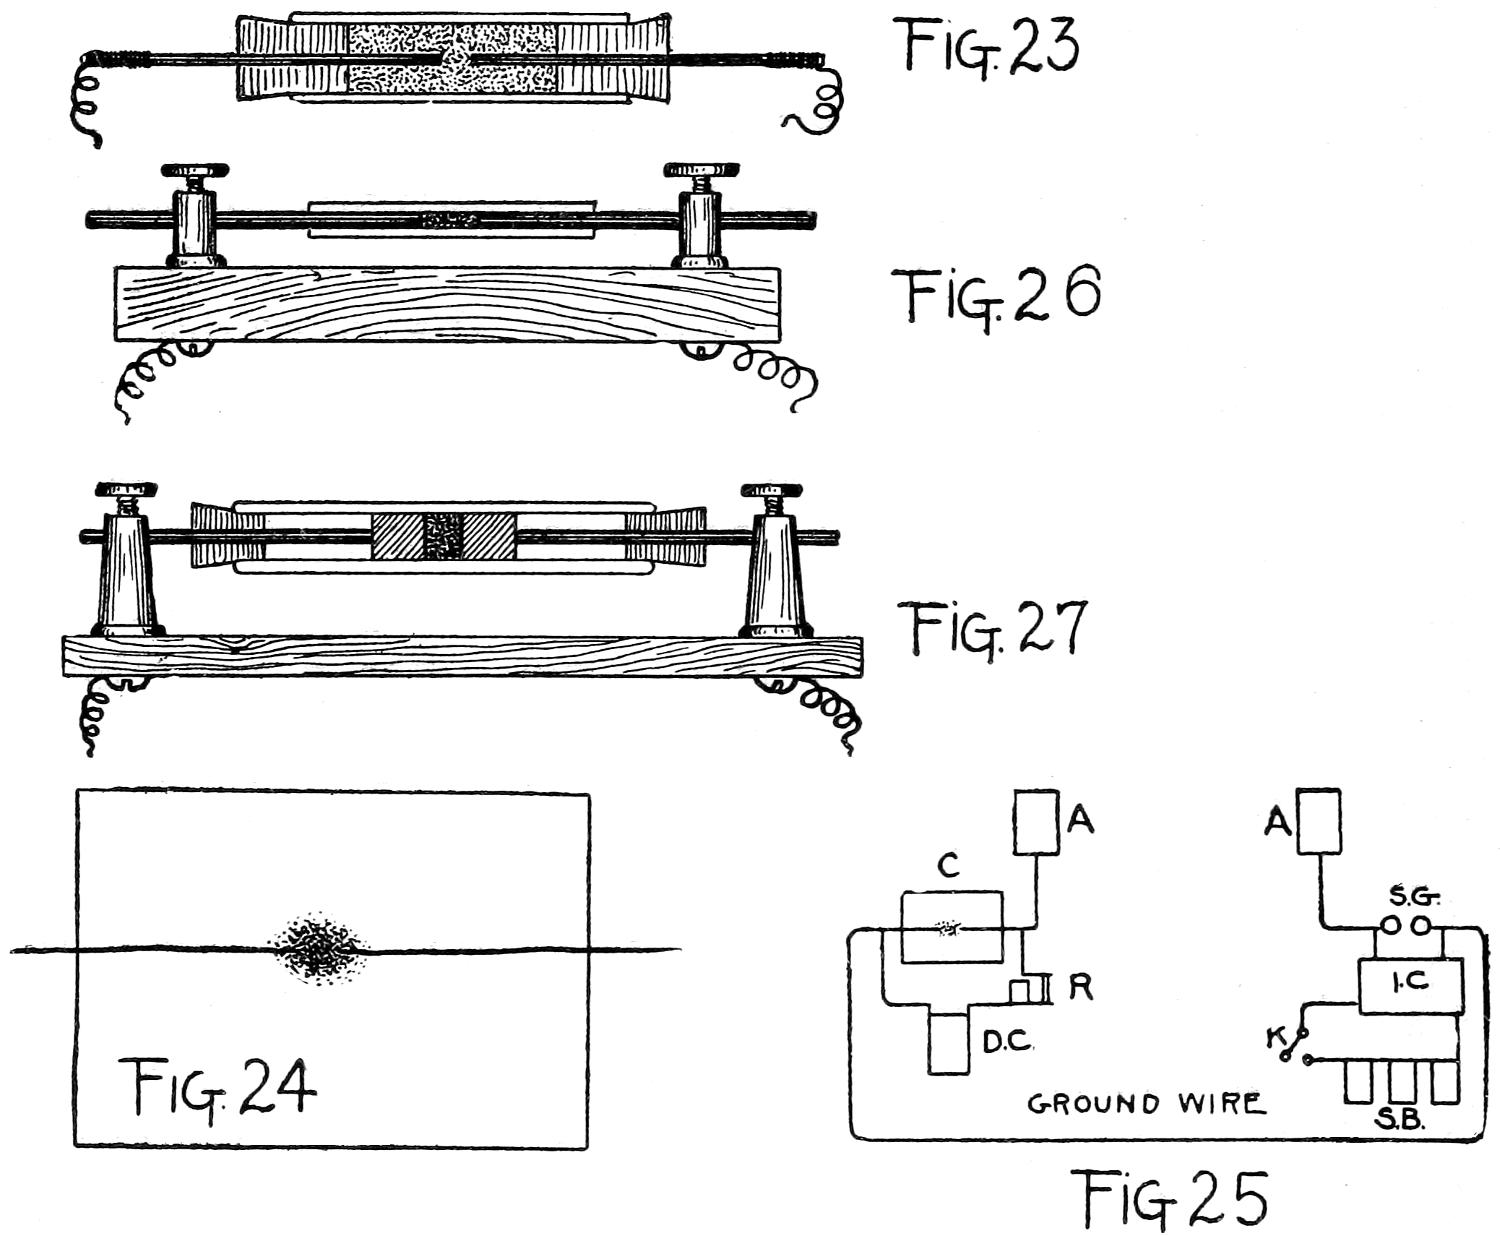 FIG. 23
FIG. 26
FIG. 27
FIG. 24
A
A
C
S.G.
I.C.
R
K
D.C.
GROUND WIRE
S.B.
FIG 25